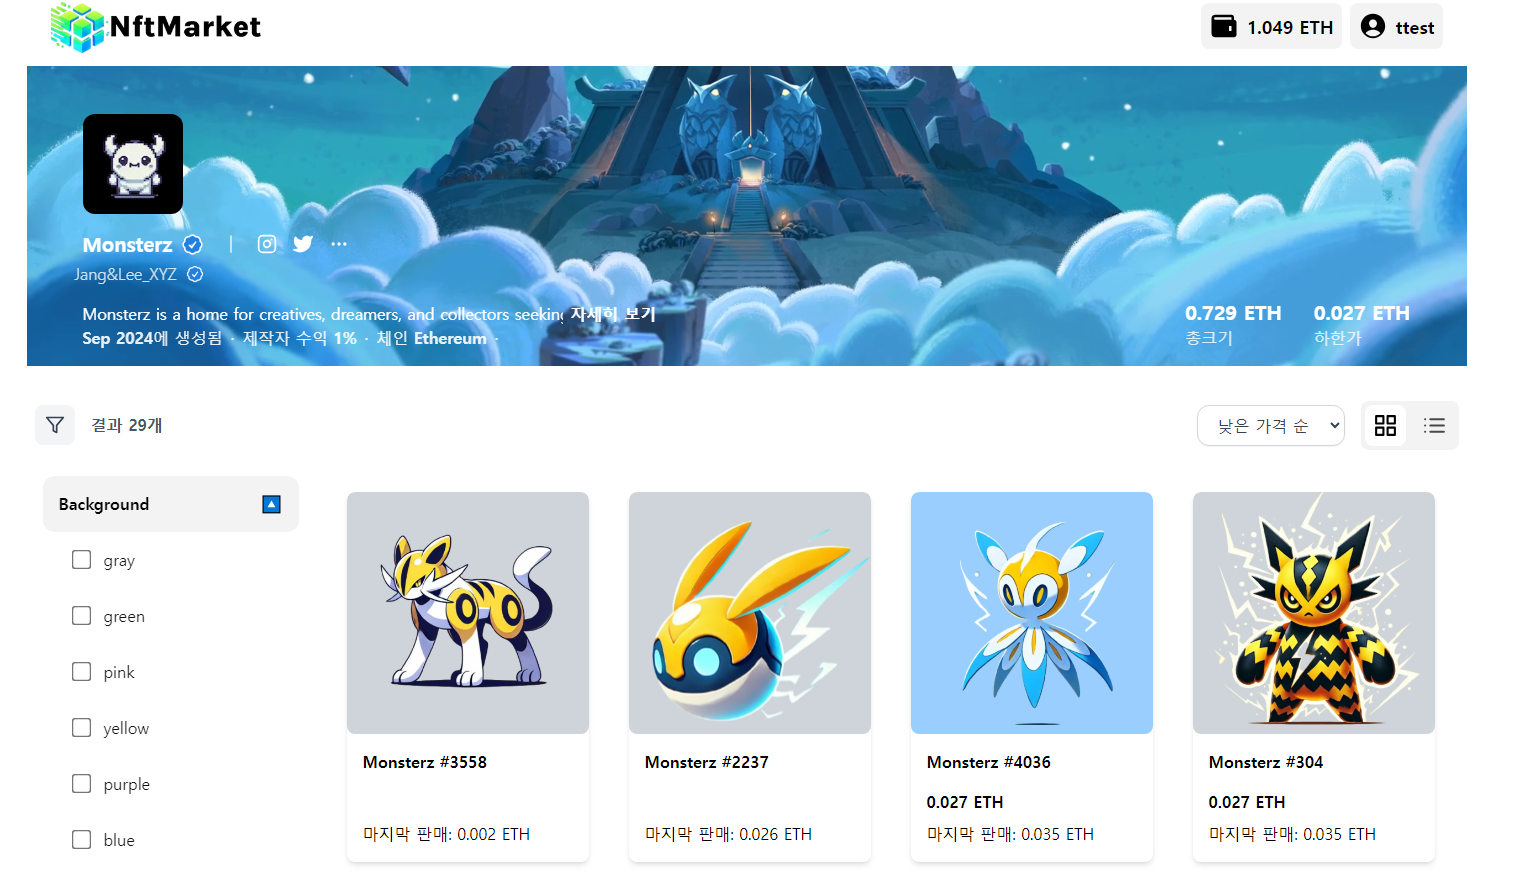 NftMarket
1.049 ETH
ttest
Monsterz
Jang&Lee_XYZ
Monsterz is a home for creatives, dreamers, and collectors seeking 자세히 보기
Sep 2024에 생성됨 · 제작자 수익 1% · 체인 Ethereum ·
0.729 ETH
총크기
0.027 ETH
하한가
결과 29개
낮은 가격 순
Background
gray
green
pink
yellow
purple
blue
Monsterz #3558
마지막 판매: 0.002 ETH
Monsterz #2237
마지막 판매: 0.026 ETH
Monsterz #4036
0.027 ETH
마지막 판매: 0.035 ETH
Monsterz #304
0.027 ETH
마지막 판매: 0.035 ETH